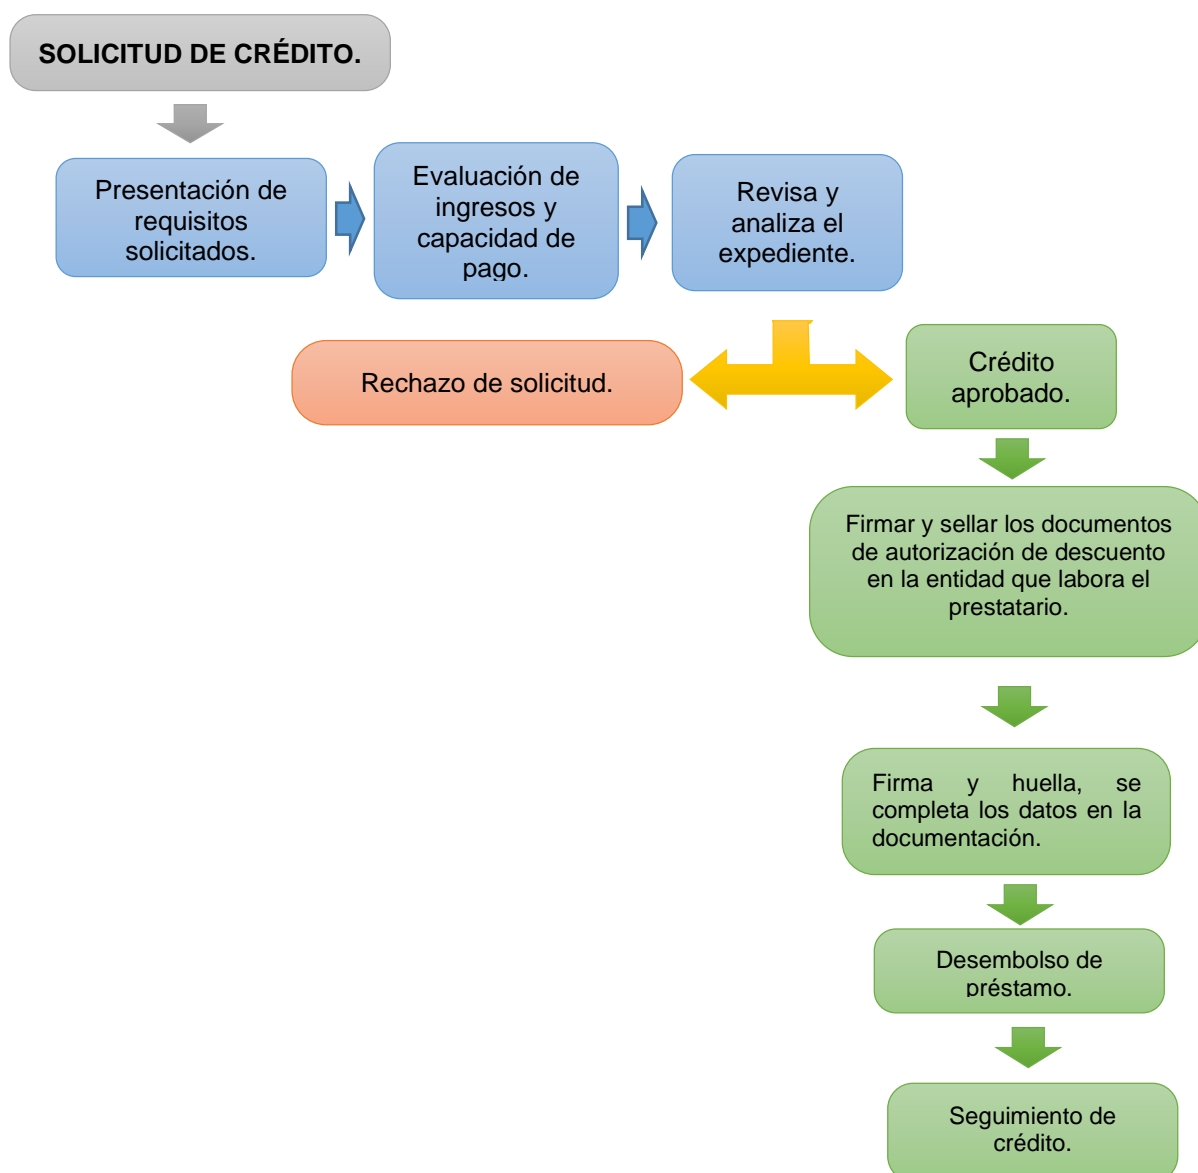 SOLICITUD DE CRÉDITO.
Presentación de
requisitos
solicitados.
Evaluación de
ingresos y
capacidad de
pago.
Revisa y
analiza el
expediente.
Rechazo de solicitud.
Crédito
aprobado.
Firmar y sellar los documentos
de autorización de descuento
en la entidad que labora el
prestatario.
Firma y huella, se
completa los datos en la
documentación.
Desembolso de
préstamo.
Seguimiento de
crédito.